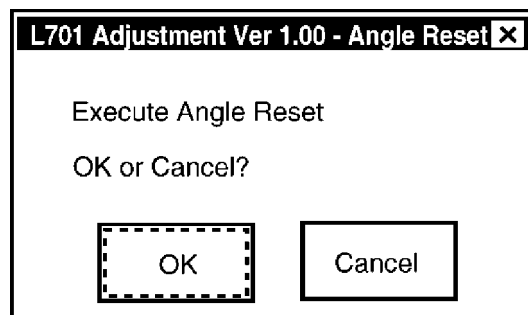 L701 Adjustment Ver 1.00 - Angle Reset
Execute Angle Reset
OK or Cancel?
OK
Cancel